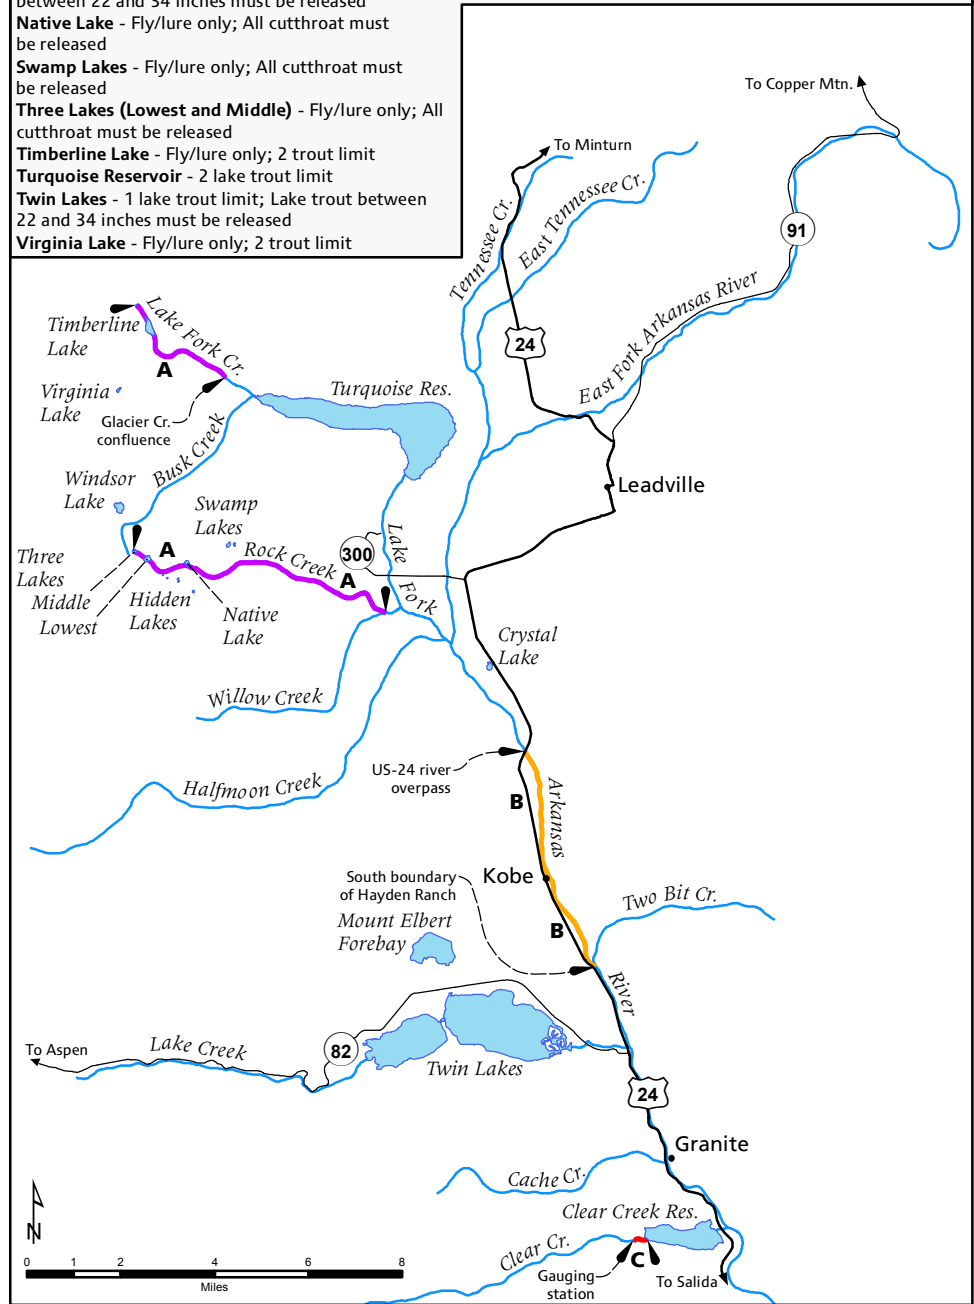 between 22 and 34 inches must be released
Native Lake - Fly/lure only; All cutthroat must
be released
Swamp Lakes - Fly/lure only; All cutthroat must
be released
Three Lakes (Lowest and Middle) - Fly/lure only; All
cutthroat must be released
Timberline Lake - Fly/lure only; 2 trout limit
Turquoise Reservoir - 2 lake trout limit
Twin Lakes - 1 lake trout limit; Lake trout between
22 and 34 inches must be released
Virginia Lake - Fly/lure only; 2 trout limit
To Copper Mtn.
To Minturn
Tennessee Cr.
East Tennessee Cr.
91
East Fork Arkansas River
24
Lake Fork Cr.
Timberline
Lake
A
Virginia
Lake
Glacier Cr.
confluence
Turquoise Res.
Busk Creek
Windsor
Lake
Swamp
Lakes
Leadville
Lake
Fork
300
Three
Lakes
Middle
Lowest
A
Rock Creek
A
Hidden
Lakes
Native
Lake
Crystal
Lake
Willow Creek
Halfmoon Creek
US-24 river
overpass
Arkansas
B
Kobe
South boundary
of Hayden Ranch
Two Bit Cr.
Mount Elbert
Forebay
B
River
To Aspen
Lake Creek
82
Twin Lakes
24
Granite
Cache Cr.
Clear Creek Res.
Clear Cr.
C
Gauging
station
To Salida
N
0 1 2 4 6 8
Miles